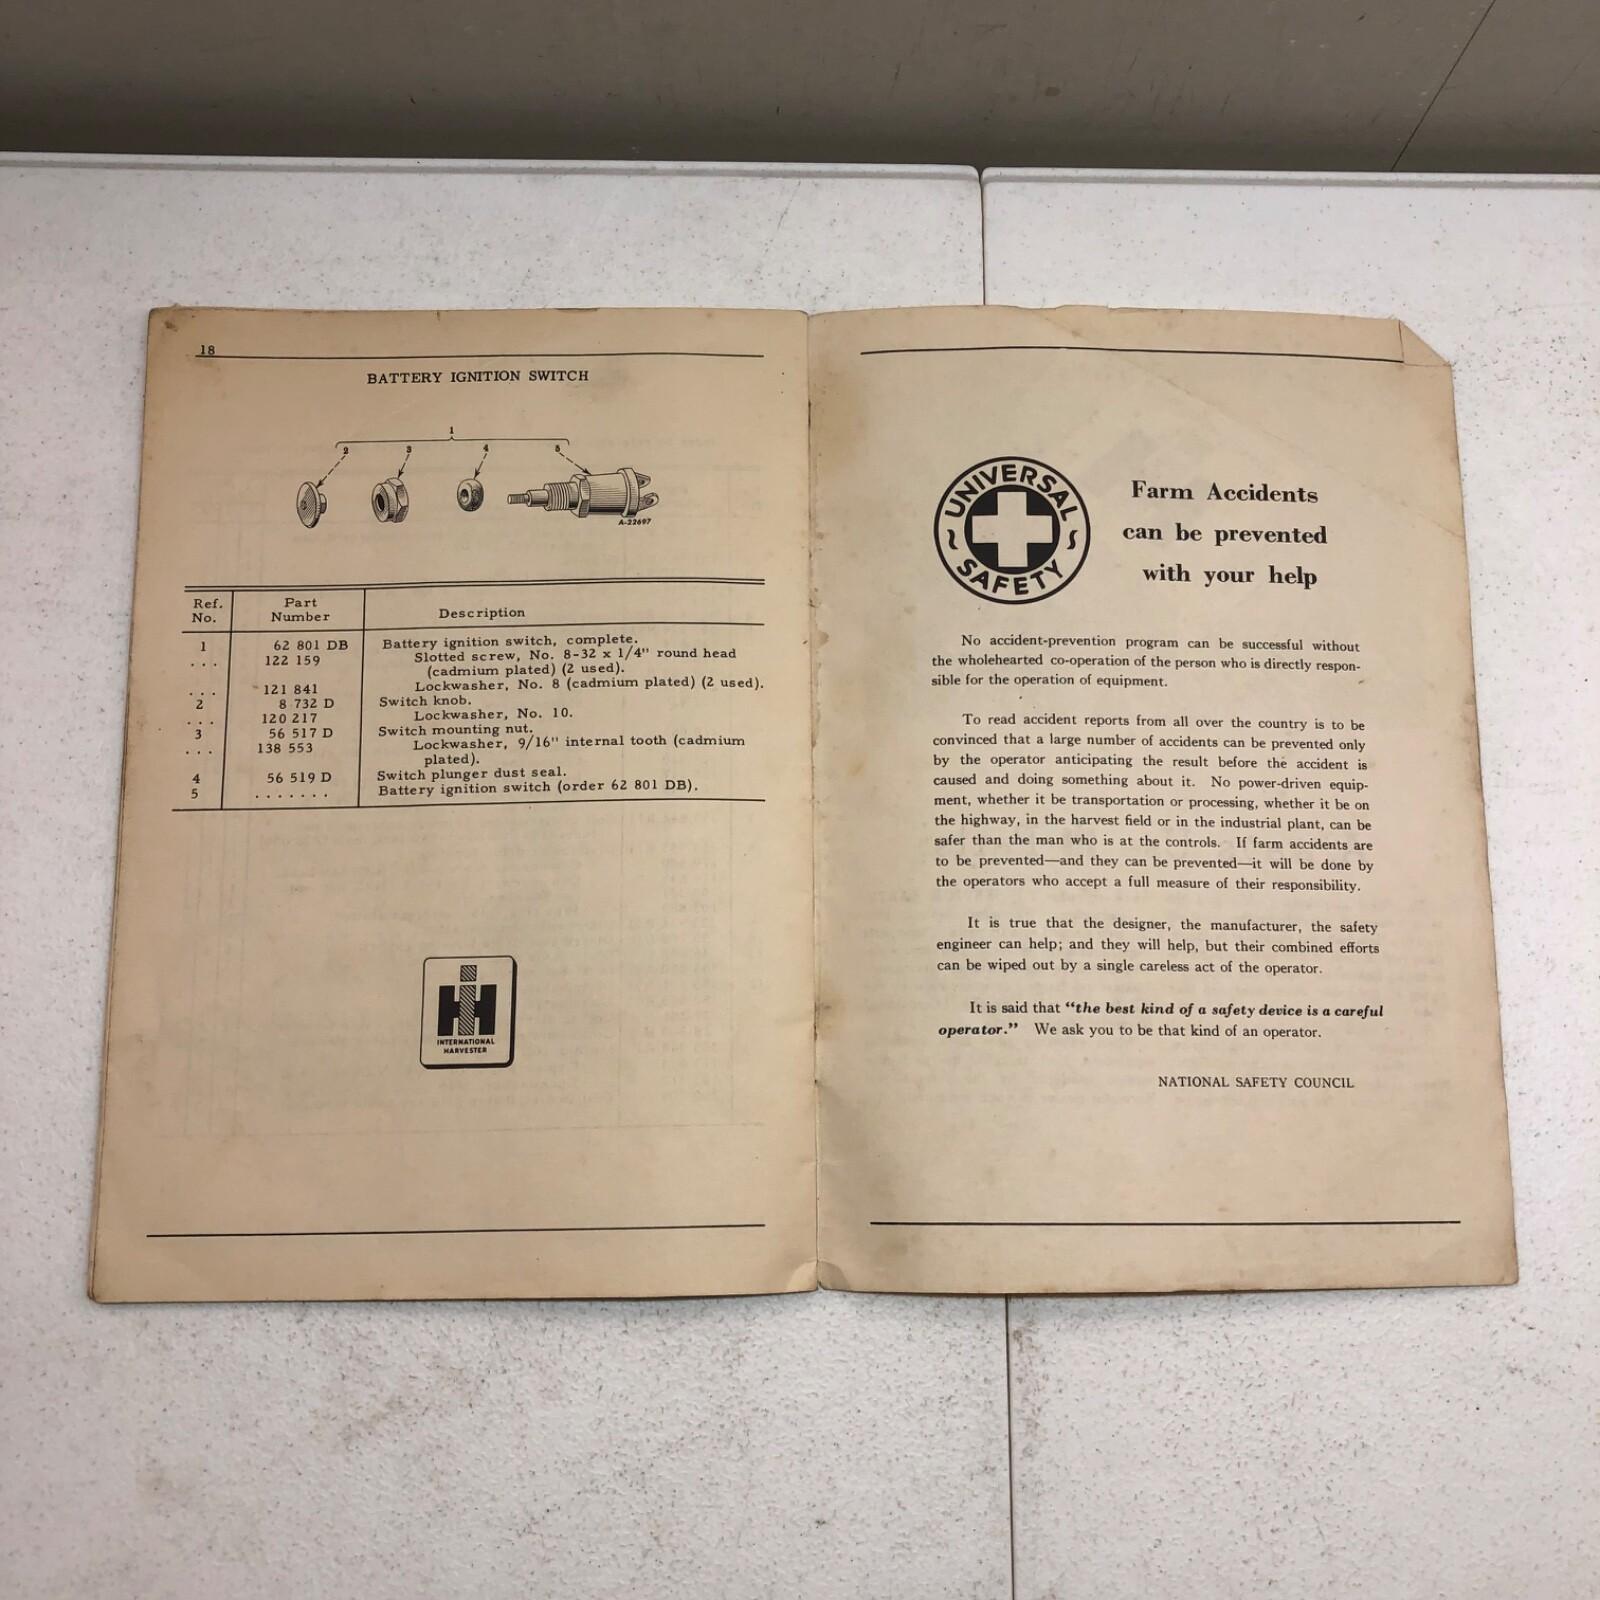 18
BATTERY IGNITION SWITCH
1
2 3 4 5
A-22697
Ref. No. Part Number Description
1 62 801 DB Battery ignition switch, complete.
. . . 122 159 Slotted screw, No. 8-32 x 1/4" round head
(cadmium plated) (2 used).
. . . 121 841 Lockwasher, No. 8 (cadmium plated) (2 used).
2 8 732 D Switch knob.
. . . 120 217 Lockwasher, No. 10.
3 56 517 D Switch mounting nut.
. . . 138 553 Lockwasher, 9/16" internal tooth (cadmium
plated).
4 56 519 D Switch plunger dust seal.
5 . . . . . . . Battery ignition switch (order 62 801 DB).
IH
INTERNATIONAL
HARVESTER
UNIVERSAL
SAFETY
Farm Accidents
can be prevented
with your help
No accident-prevention program can be successful without
the wholehearted co-operation of the person who is directly respon-
sible for the operation of equipment.
To read accident reports from all over the country is to be
convinced that a large number of accidents can be prevented only
by the operator anticipating the result before the accident is
caused and doing something about it. No power-driven equip-
ment, whether it be transportation or processing, whether it be on
the highway, in the harvest field or in the industrial plant, can be
safer than the man who is at the controls. If farm accidents are
to be prevented—and they can be prevented—it will be done by
the operators who accept a full measure of their responsibility.
It is true that the designer, the manufacturer, the safety
engineer can help; and they will help, but their combined efforts
can be wiped out by a single careless act of the operator.
It is said that “the best kind of a safety device is a careful
operator.” We ask you to be that kind of an operator.
NATIONAL SAFETY COUNCIL